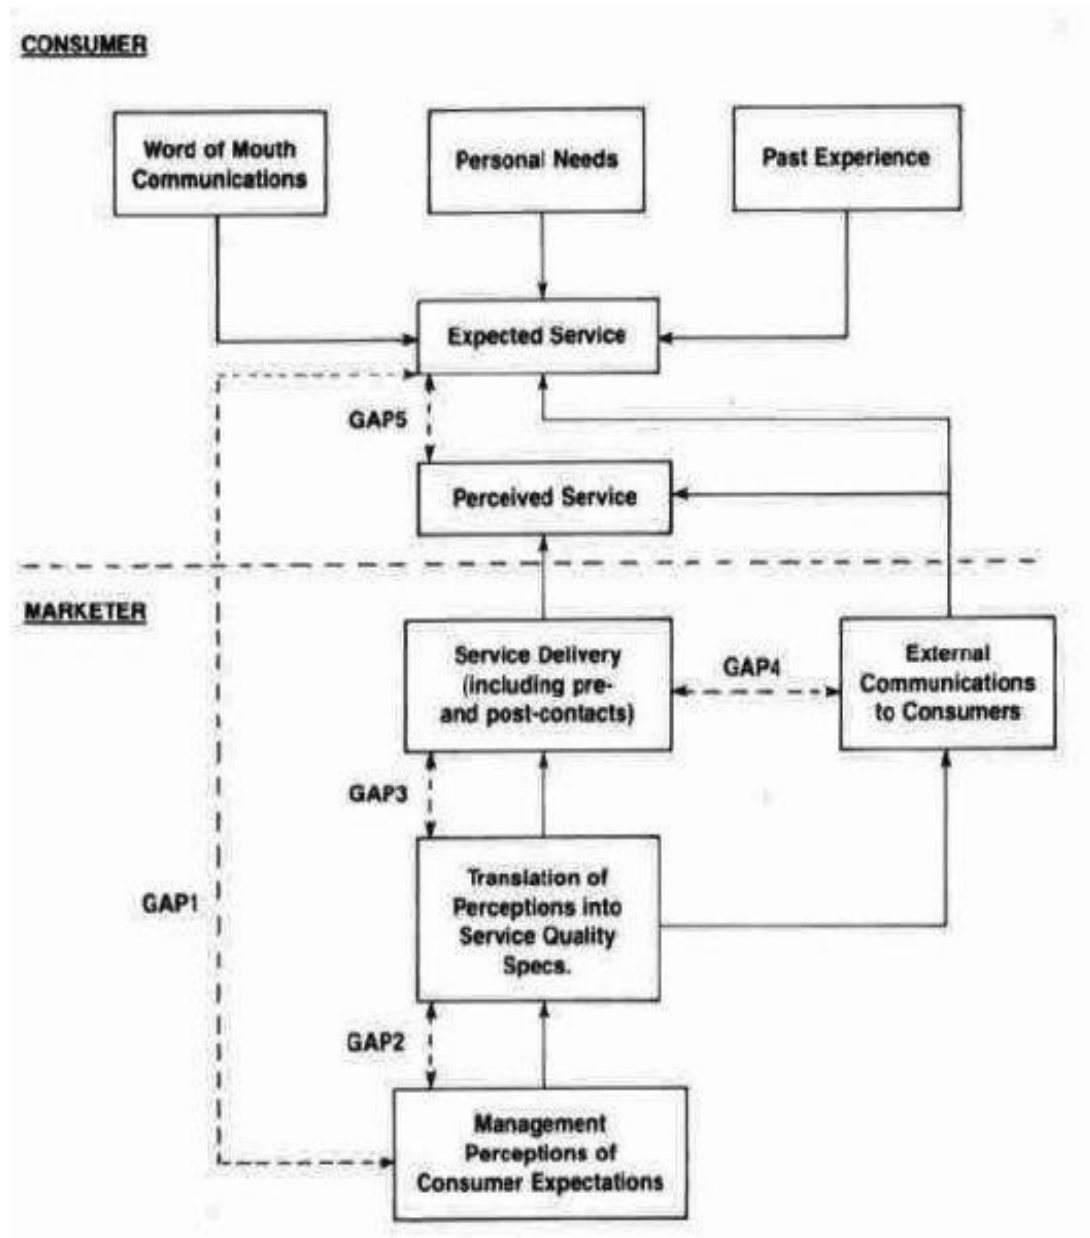 CONSUMER
Word of Mouth
Communications
Personal Needs
Past Experience
Expected Service
GAP5
Perceived Service
MARKETER
Service Delivery
(including pre-
and post-contacts)
GAP4
External
Communications
to Consumers
GAP3
Translation of
Perceptions into
Service Quality
Specs.
GAP1
GAP2
Management
Perceptions of
Consumer Expectations